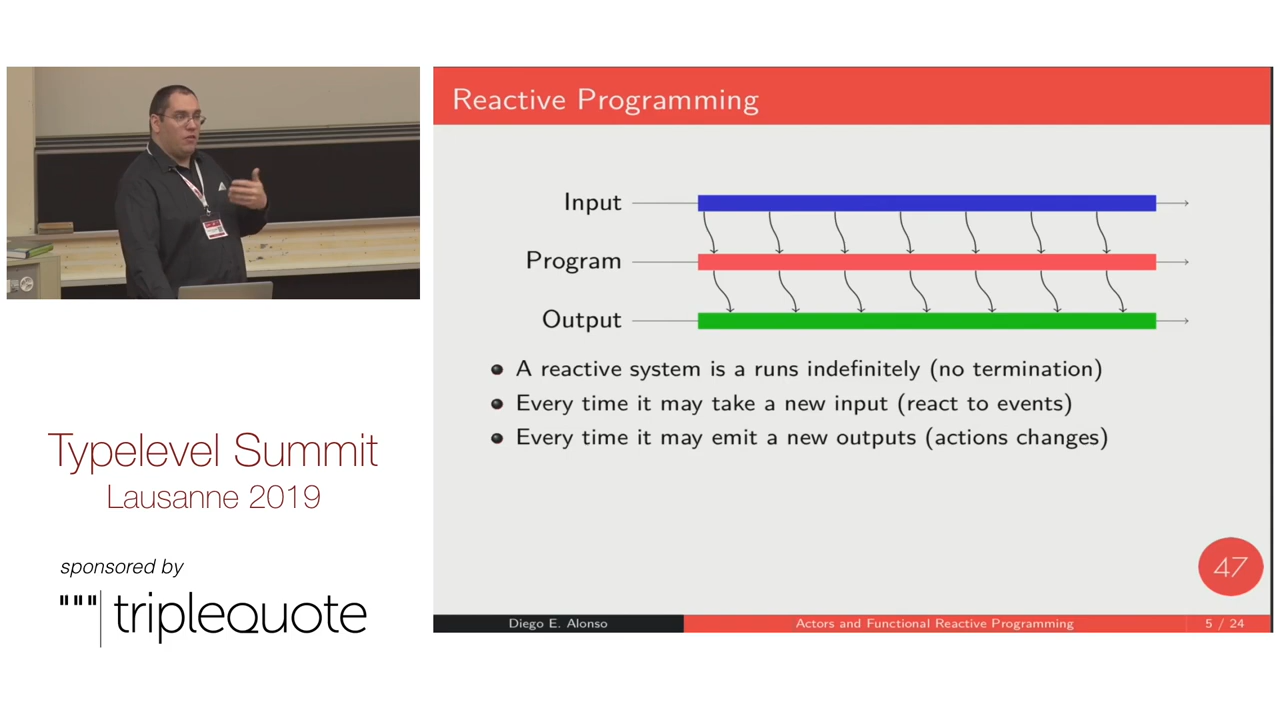 Reactive Programming
Input
Program
Output
A reactive system is a runs indefinitely (no termination)
Every time it may take a new input (react to events)
Every time it may emit a new outputs (actions changes)
47
Diego E. Alonso
Actors and Functional Reactive Programming
5 / 24
Typelevel Summit
Lausanne 2019
sponsored by
"""|triplequote